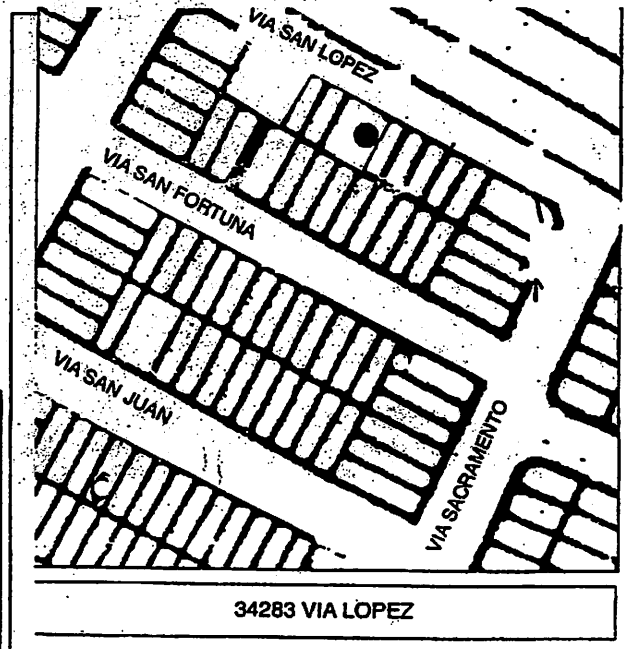 VIA SAN LOPEZ
VIA SAN FORTUNA
VIA SAN JUAN
VIA SACRAMENTO
34283 VIA LOPEZ